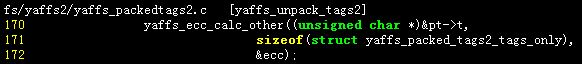 fs/yaffs2/yaffs_packedtags2.c [yaffs_unpack_tags2]
170 yaffs_ecc_calc_other((unsigned char *)&pt->t,
171 sizeof(struct yaffs_packed_tags2_tags_only),
172 &ecc);